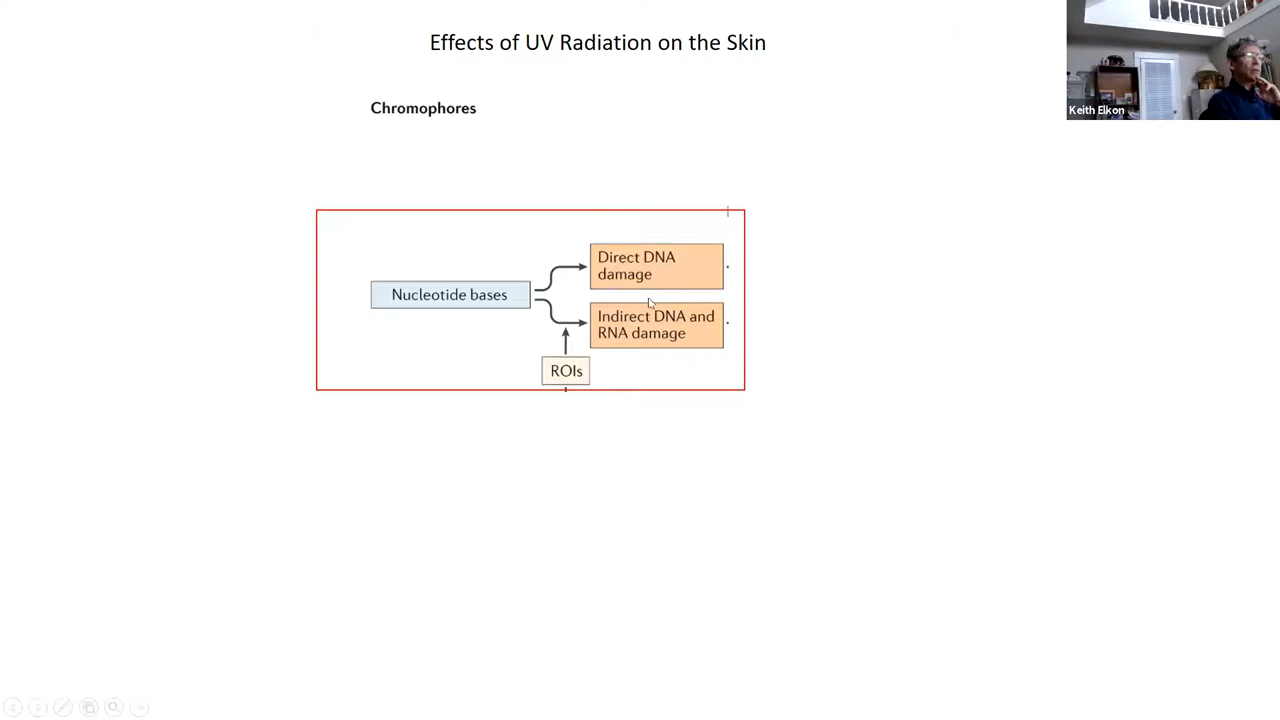 Effects of UV Radiation on the Skin
Keith Elkon
Chromophores
Direct DNA
damage
Nucleotide bases
Indirect DNA and
RNA damage
ROIs